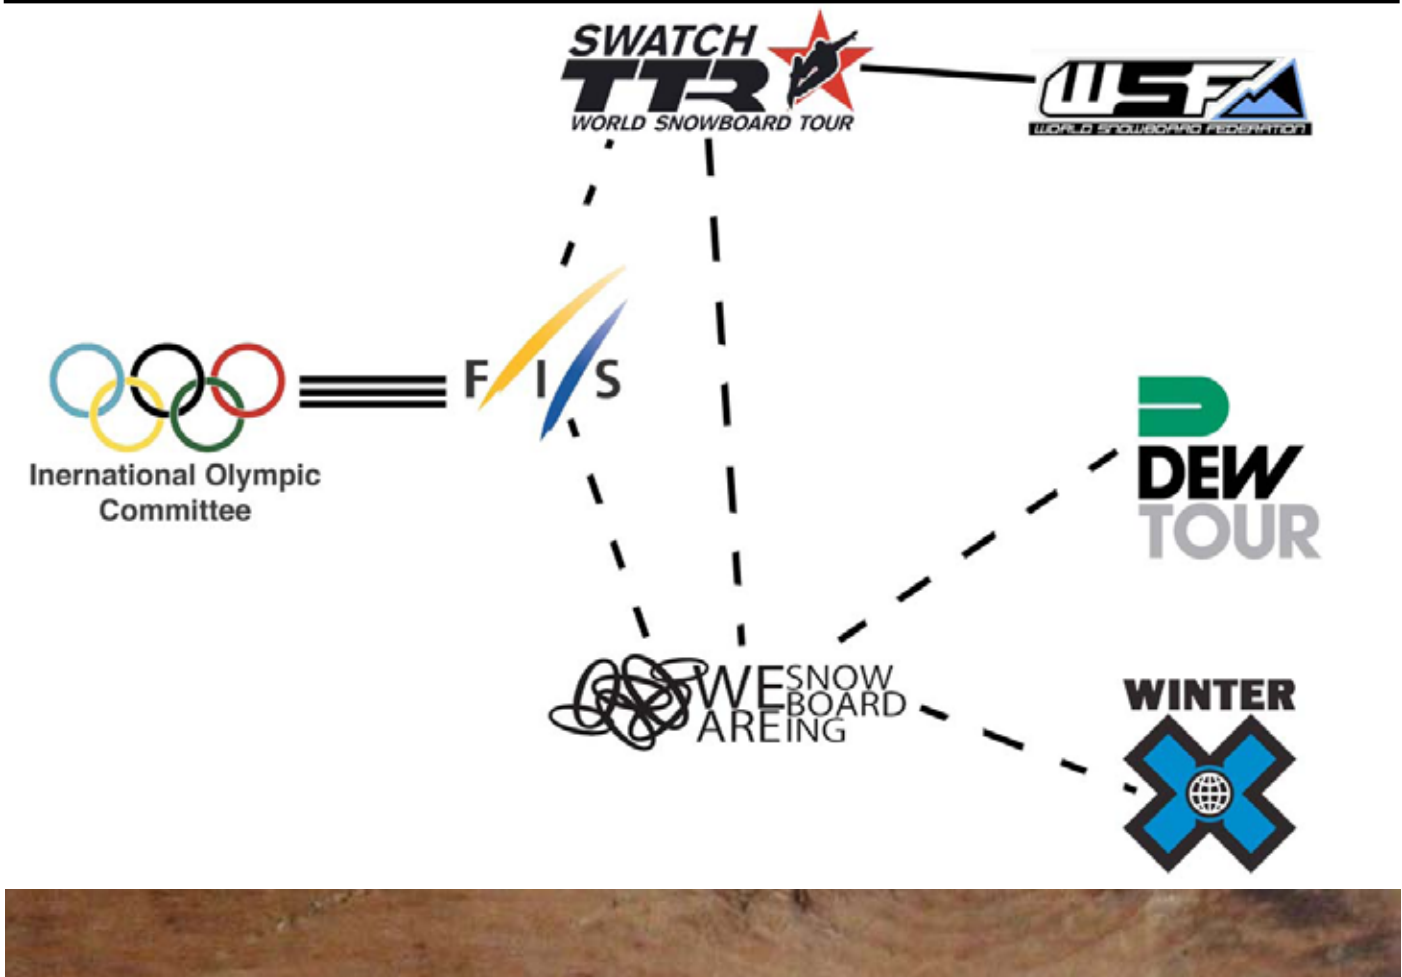 SWATCH
TTR
WORLD SNOWBOARD TOUR
WSF
WORLD SNOWBOARD FEDERATION
F I S
Inernational Olympic
Committee
DEW
TOUR
WE SNOW
BOARD
ARE ING
WINTER
X